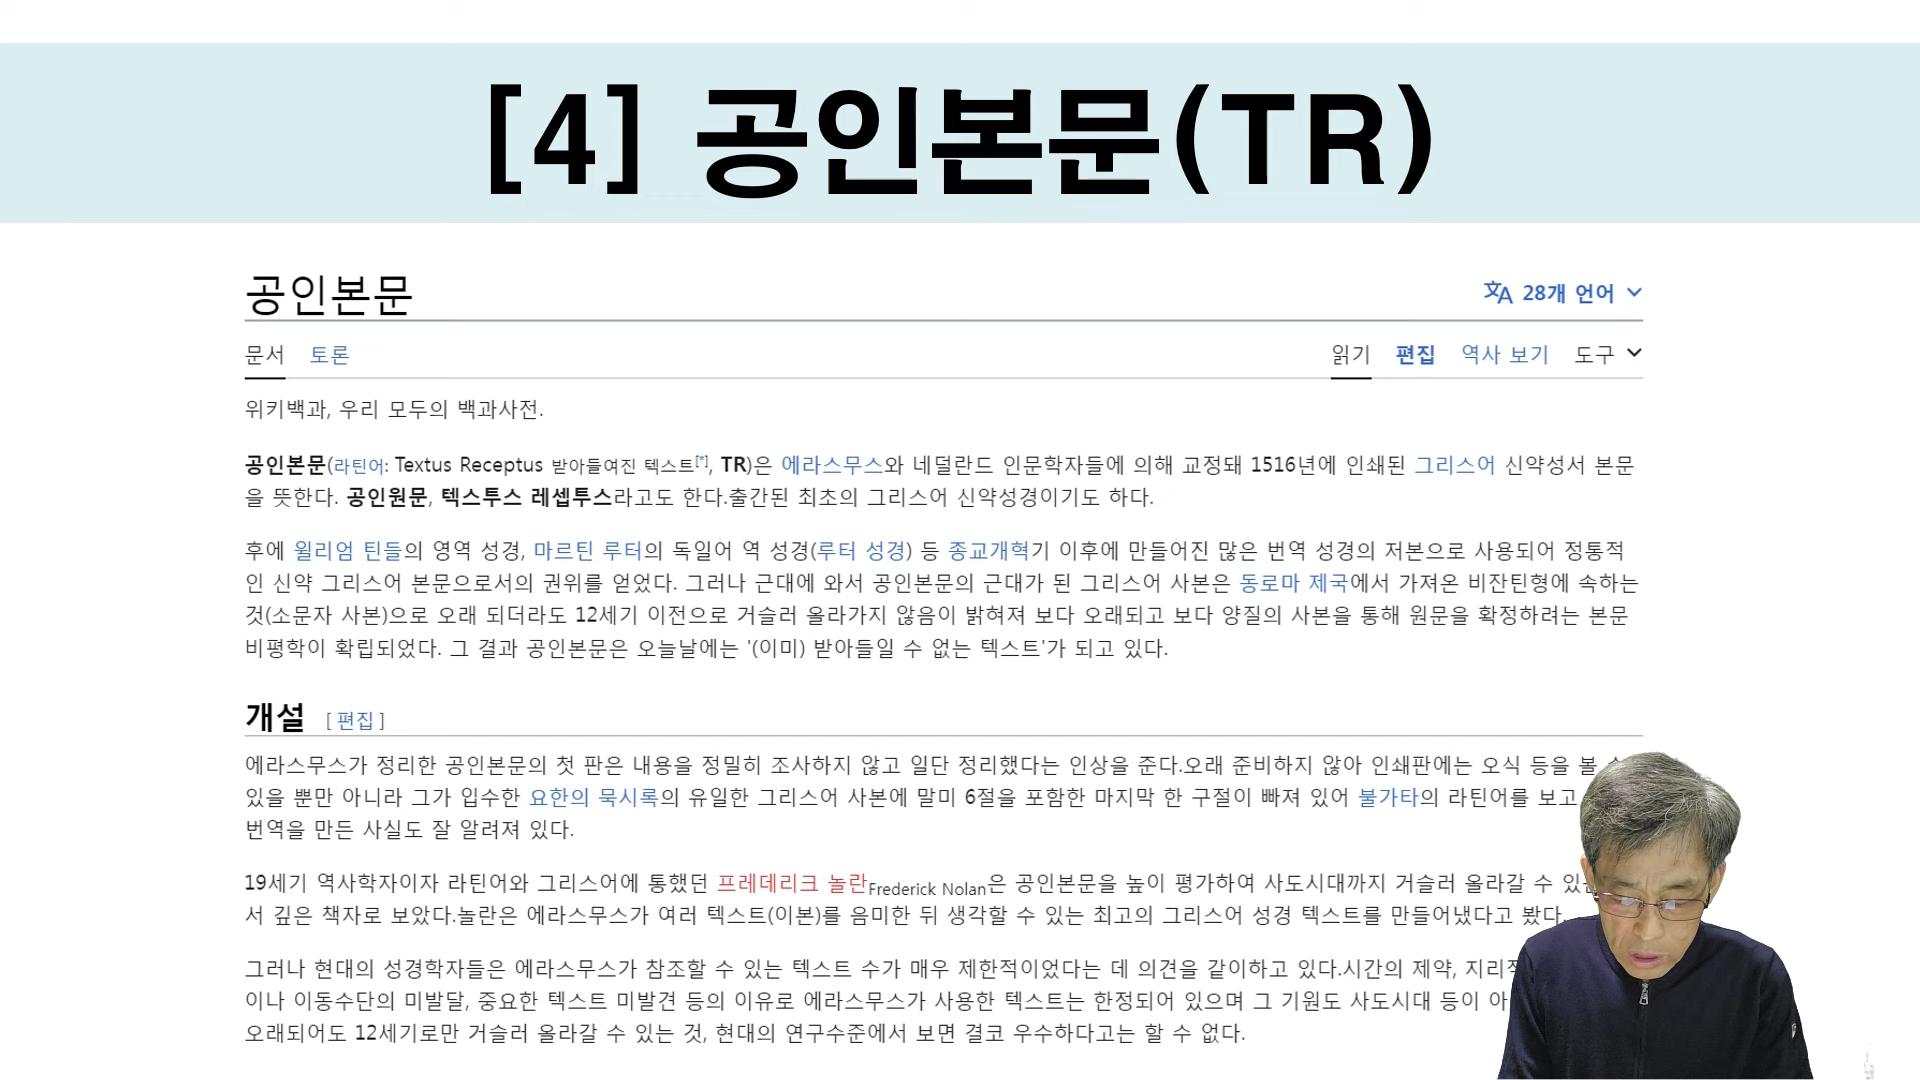 [4] 공인본문(TR)
공인본문
28개 언어
문서 토론
읽기 편집 역사 보기 도구
위키백과, 우리 모두의 백과사전.
공인본문(라틴어: Textus Receptus 받아들여진 텍스트[*], TR)은 에라스무스와 네덜란드 인문학자들에 의해 교정돼 1516년에 인쇄된 그리스어 신약성서 본문
을 뜻한다. 공인원문, 텍스투스 레셉투스라고도 한다.출간된 최초의 그리스어 신약성경이기도 하다.
후에 윌리엄 틴들의 영역 성경, 마르틴 루터의 독일어 역 성경(루터 성경) 등 종교개혁기 이후에 만들어진 많은 번역 성경의 저본으로 사용되어 정통적
인 신약 그리스어 본문으로서의 권위를 얻었다. 그러나 근대에 와서 공인본문의 근대가 된 그리스어 사본은 동로마 제국에서 가져온 비잔틴형에 속하는
것(소문자 사본)으로 오래 되더라도 12세기 이전으로 거슬러 올라가지 않음이 밝혀져 보다 오래되고 보다 양질의 사본을 통해 원문을 확정하려는 본문
비평학이 확립되었다. 그 결과 공인본문은 오늘날에는 '(이미) 받아들일 수 없는 텍스트'가 되고 있다.
개설 [ 편집 ]
에라스무스가 정리한 공인본문의 첫 판은 내용을 정밀히 조사하지 않고 일단 정리했다는 인상을 준다.오래 준비하지 않아 인쇄판에는 오식 등을 볼
있을 뿐만 아니라 그가 입수한 요한의 묵시록의 유일한 그리스어 사본에 말미 6절을 포함한 마지막 한 구절이 빠져 있어 불가타의 라틴어를 보고
번역을 만든 사실도 잘 알려져 있다.
19세기 역사학자이자 라틴어와 그리스어에 통했던 프레데리크 놀란Frederick Nolan은 공인본문을 높이 평가하여 사도시대까지 거슬러 올라갈 수
서 깊은 책자로 보았다.놀란은 에라스무스가 여러 텍스트(이본)를 음미한 뒤 생각할 수 있는 최고의 그리스어 성경 텍스트를 만들어냈다고 봤다.
그러나 현대의 성경학자들은 에라스무스가 참조할 수 있는 텍스트 수가 매우 제한적이었다는 데 의견을 같이하고 있다.시간의 제약,
이나 이동수단의 미발달, 중요한 텍스트 미발견 등의 이유로 에라스무스가 사용한 텍스트는 한정되어 있으며 그 기원도 사도시대 등이
오래되어도 12세기로만 거슬러 올라갈 수 있는 것, 현대의 연구수준에서 보면 결코 우수하다고는 할 수 없다.